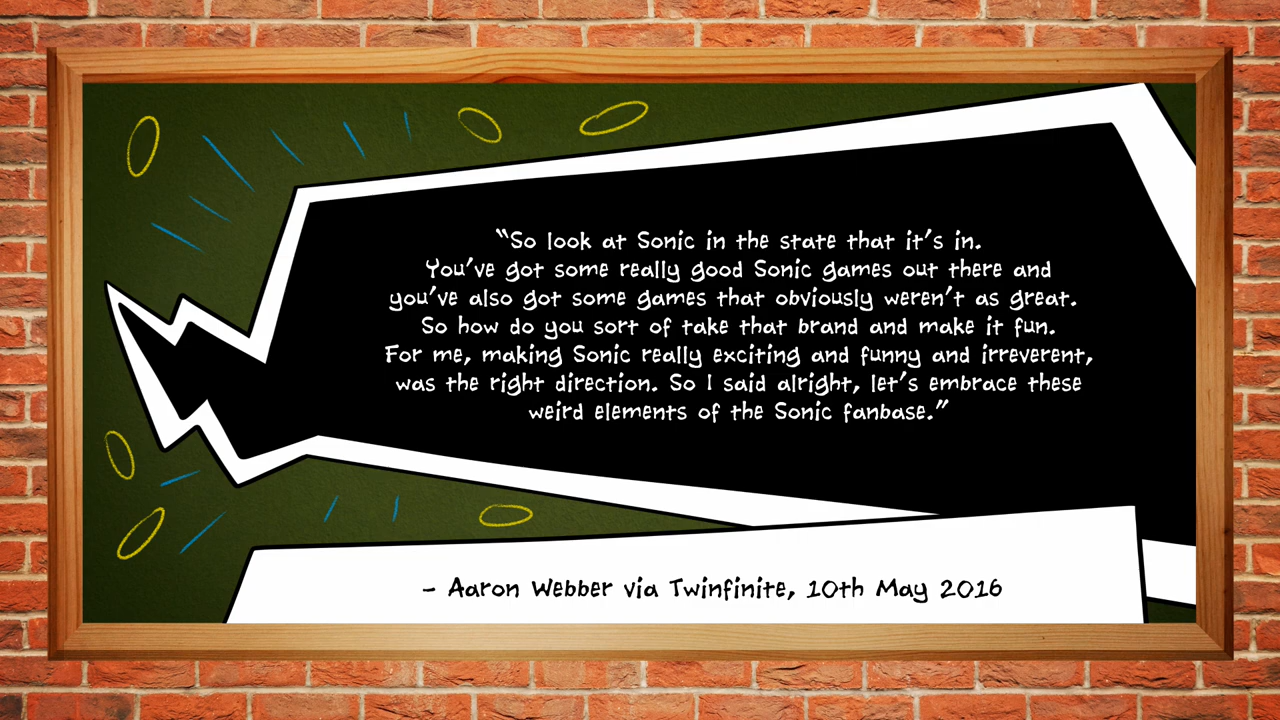 “So look at Sonic in the state that it’s in.
You’ve got some really good Sonic games out there and
you’ve also got some games that obviously weren’t as great.
So how do you sort of take that brand and make it fun.
For me, making Sonic really exciting and funny and irreverent,
was the right direction. So I said alright, let’s embrace these
weird elements of the Sonic fanbase.”
– Aaron Webber via Twinfinite, 10th May 2016